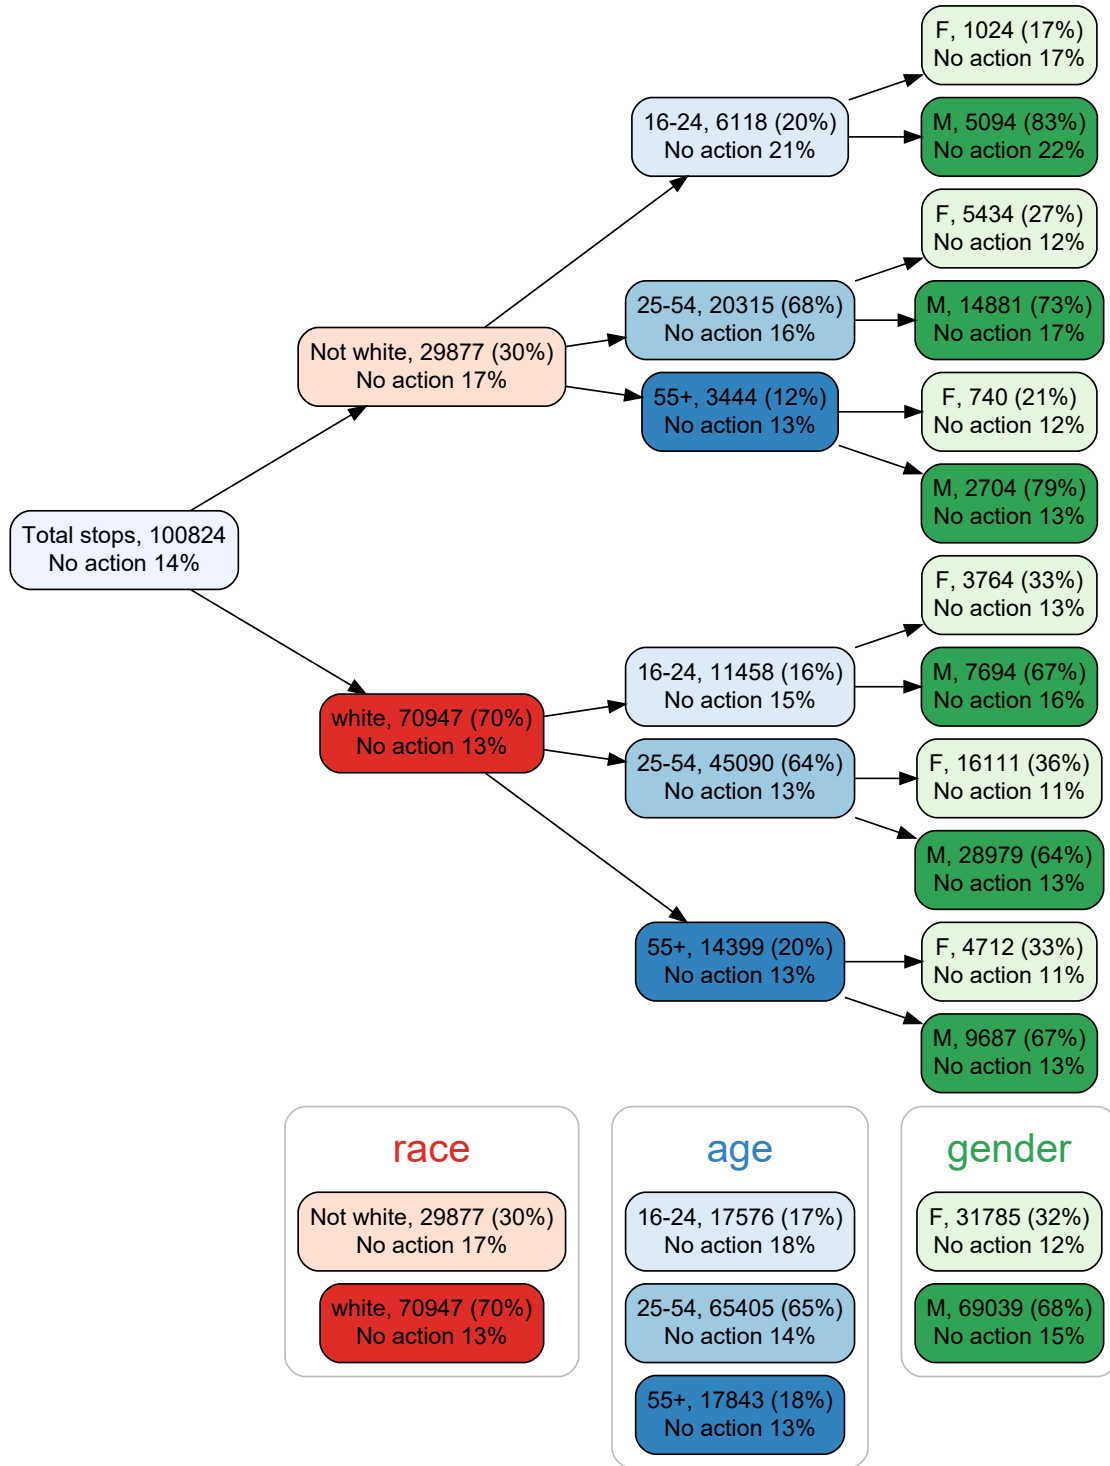 F, 1024 (17%)
No action 17%
16-24, 6118 (20%)
No action 21%
M, 5094 (83%)
No action 22%
F, 5434 (27%)
No action 12%
25-54, 20315 (68%)
No action 16%
M, 14881 (73%)
No action 17%
Not white, 29877 (30%)
No action 17%
55+, 3444 (12%)
No action 13%
F, 740 (21%)
No action 12%
M, 2704 (79%)
No action 13%
Total stops, 100824
No action 14%
F, 3764 (33%)
No action 13%
16-24, 11458 (16%)
No action 15%
M, 7694 (67%)
No action 16%
white, 70947 (70%)
No action 13%
25-54, 45090 (64%)
No action 13%
F, 16111 (36%)
No action 11%
M, 28979 (64%)
No action 13%
55+, 14399 (20%)
No action 13%
F, 4712 (33%)
No action 11%
M, 9687 (67%)
No action 13%
race
Not white, 29877 (30%)
No action 17%
white, 70947 (70%)
No action 13%
age
16-24, 17576 (17%)
No action 18%
25-54, 65405 (65%)
No action 14%
55+, 17843 (18%)
No action 13%
gender
F, 31785 (32%)
No action 12%
M, 69039 (68%)
No action 15%